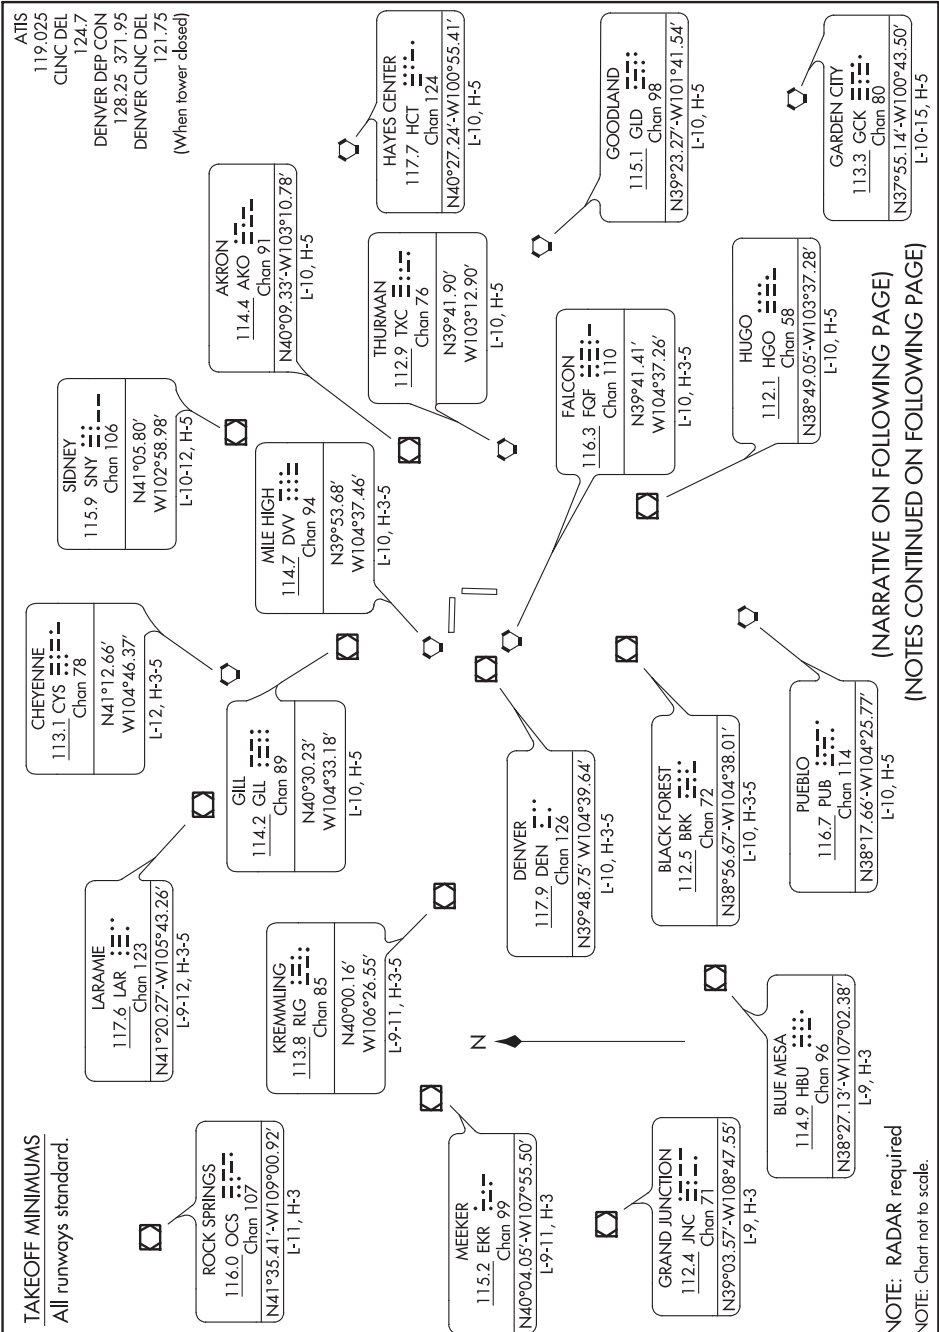 TAKEOFF MINIMUMS
All runways standard.
ATIS
119.025
CLNC DEL
124.7
DENVER DEP CON
128.25 371.95
DENVER CLNC DEL
121.75
(When tower closed)
ROCK SPRINGS
116.0 OCS
Chan 107
N41°35.41'-W109°00.92'
L-11, H-3
LARAMIE
117.6 LAR
Chan 123
N41°20.27'-W105°43.26'
L-9-12, H-3-5
CHEYENNE
113.1 CYS
Chan 78
N41°12.66'
W104°46.37'
L-12, H-3-5
SIDNEY
115.9 SNY
Chan 106
N41°05.80'
W102°58.98'
L-10-12, H-5
GILL
114.2 GLL
Chan 89
N40°30.23'
W104°33.18'
L-10, H-5
AKRON
114.4 AKO
Chan 91
N40°09.33'-W103°10.78'
L-10, H-5
KREMMLING
113.8 RLG
Chan 85
N40°00.16'
W106°26.55'
L-9-11, H-3-5
MILE HIGH
114.7 DVV
Chan 94
N39°53.68'
W104°37.46'
L-10, H-3-5
HAYES CENTER
117.7 HCT
Chan 124
N40°27.24'-W100°55.41'
L-10, H-5
THURMAN
112.9 TXC
Chan 76
N39°41.90'
W103°12.90'
L-10, H-5
N
MEEKER
115.2 EKR
Chan 99
N40°04.05'-W107°55.50'
L-9-11, H-3
DENVER
117.9 DEN
Chan 126
N39°48.75' W104°39.64'
L-10, H-3-5
FALCON
116.3 FQF
Chan 110
N39°41.41'
W104°37.26'
L-10, H-3-5
GOODLAND
115.1 GLD
Chan 98
N39°23.27'-W101°41.54'
L-10, H-5
GRAND JUNCTION
112.4 JNC
Chan 71
N39°03.57'-W108°47.55'
L-9, H-3
BLACK FOREST
112.5 BRK
Chan 72
N38°56.67'-W104°38.01'
L-10, H-3-5
HUGO
112.1 HGO
Chan 58
N38°49.05'-W103°37.28'
L-10, H-5
BLUE MESA
114.9 HBU
Chan 96
N38°27.13'-W107°02.38'
L-9, H-3
PUEBLO
116.7 PUB
Chan 114
N38°17.66'-W104°25.77'
L-10, H-5
GARDEN CITY
113.3 GCK
Chan 80
N37°55.14'-W100°43.50'
L-10-15, H-5
(NARRATIVE ON FOLLOWING PAGE)
(NOTES CONTINUED ON FOLLOWING PAGE)
NOTE: RADAR required
NOTE: Chart not to scale.